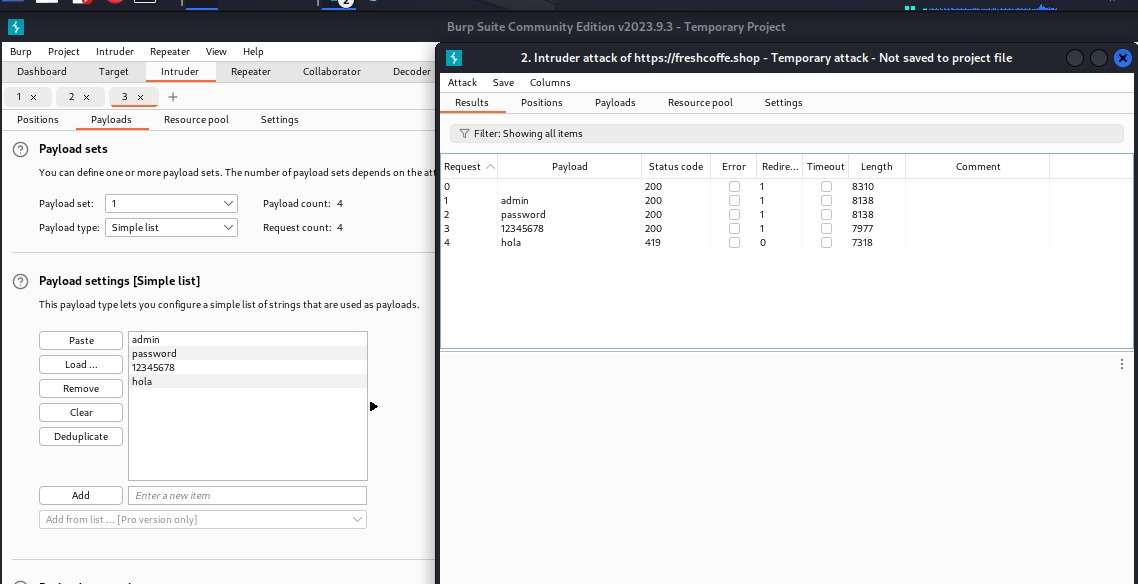 2
Burp Suite Community Edition v2023.9.3 - Temporary Project
Burp Project Intruder Repeater View Help
Dashboard Target Intruder Repeater Collaborator Decoder
1 × 2 × 3 × +
Positions Payloads Resource pool Settings
? Payload sets
You can define one or more payload sets. The number of payload sets depends on the att
Payload set: 1 Payload count: 4
Payload type: Simple list Request count: 4
? Payload settings [Simple list]
This payload type lets you configure a simple list of strings that are used as payloads.
Paste
Load ...
Remove
Clear
Deduplicate
admin
password
12345678
hola
Add Enter a new item
Add from list ... [Pro version only]
2. Intruder attack of https://freshcoffe.shop - Temporary attack - Not saved to project file
Attack Save Columns
Results Positions Payloads Resource pool Settings
Filter: Showing all items
Request Payload Status code Error Redire... Timeout Length Comment
0 200 1 8310
1 admin 200 1 8138
2 password 200 1 8138
3 12345678 200 1 7977
4 hola 419 0 7318